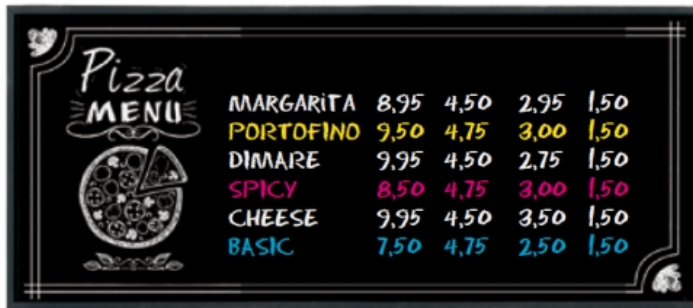 Pizza
MENU
MARGARITA 8,95 4,50 2,95 1,50
PORTOFINO 9,50 4,75 3,00 1,50
DIMARE 9,95 4,50 2,75 1,50
SPICY 8,50 4,75 3,00 1,50
CHEESE 9,95 4,50 3,50 1,50
BASIC 7,50 4,75 2,50 1,50